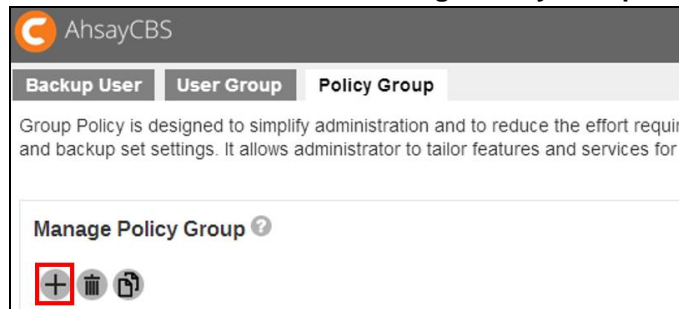 AhsayCBS
Backup User User Group Policy Group
Group Policy is designed to simplify administration and to reduce the effort
and backup set settings. It allows administrator to tailor features and services for
Manage Policy Group ?